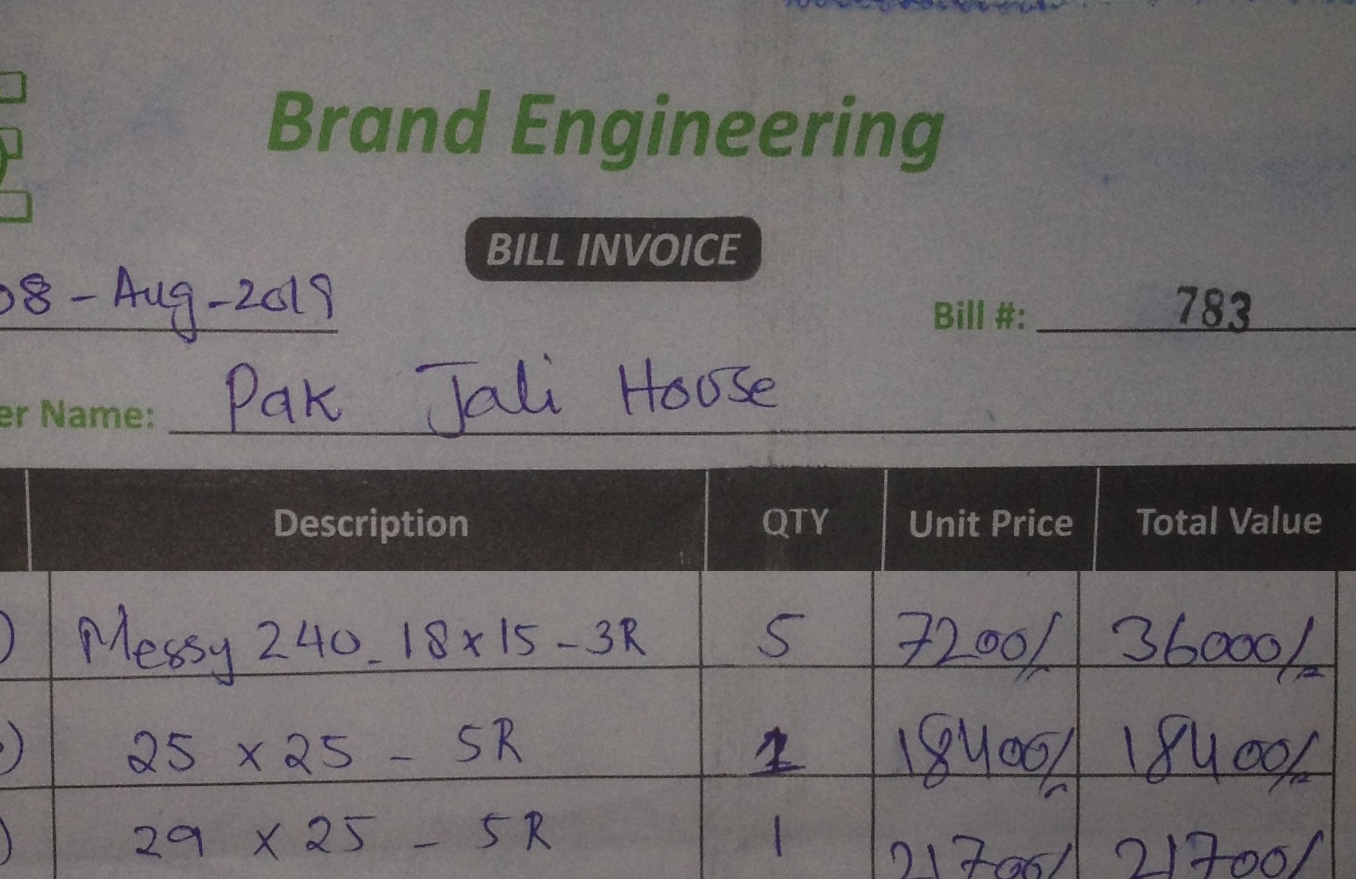 Brand Engineering
BILL INVOICE
08-Aug-2019
Bill #: 783
er Name: Pak Jali House
Description QTY Unit Price Total Value
Messy 240_18x15-3R 5 7200/- 36000/-
25 x 25 - 5R 1 18400/- 18400/-
29 x 25 - 5R 1 21700/ 21700/